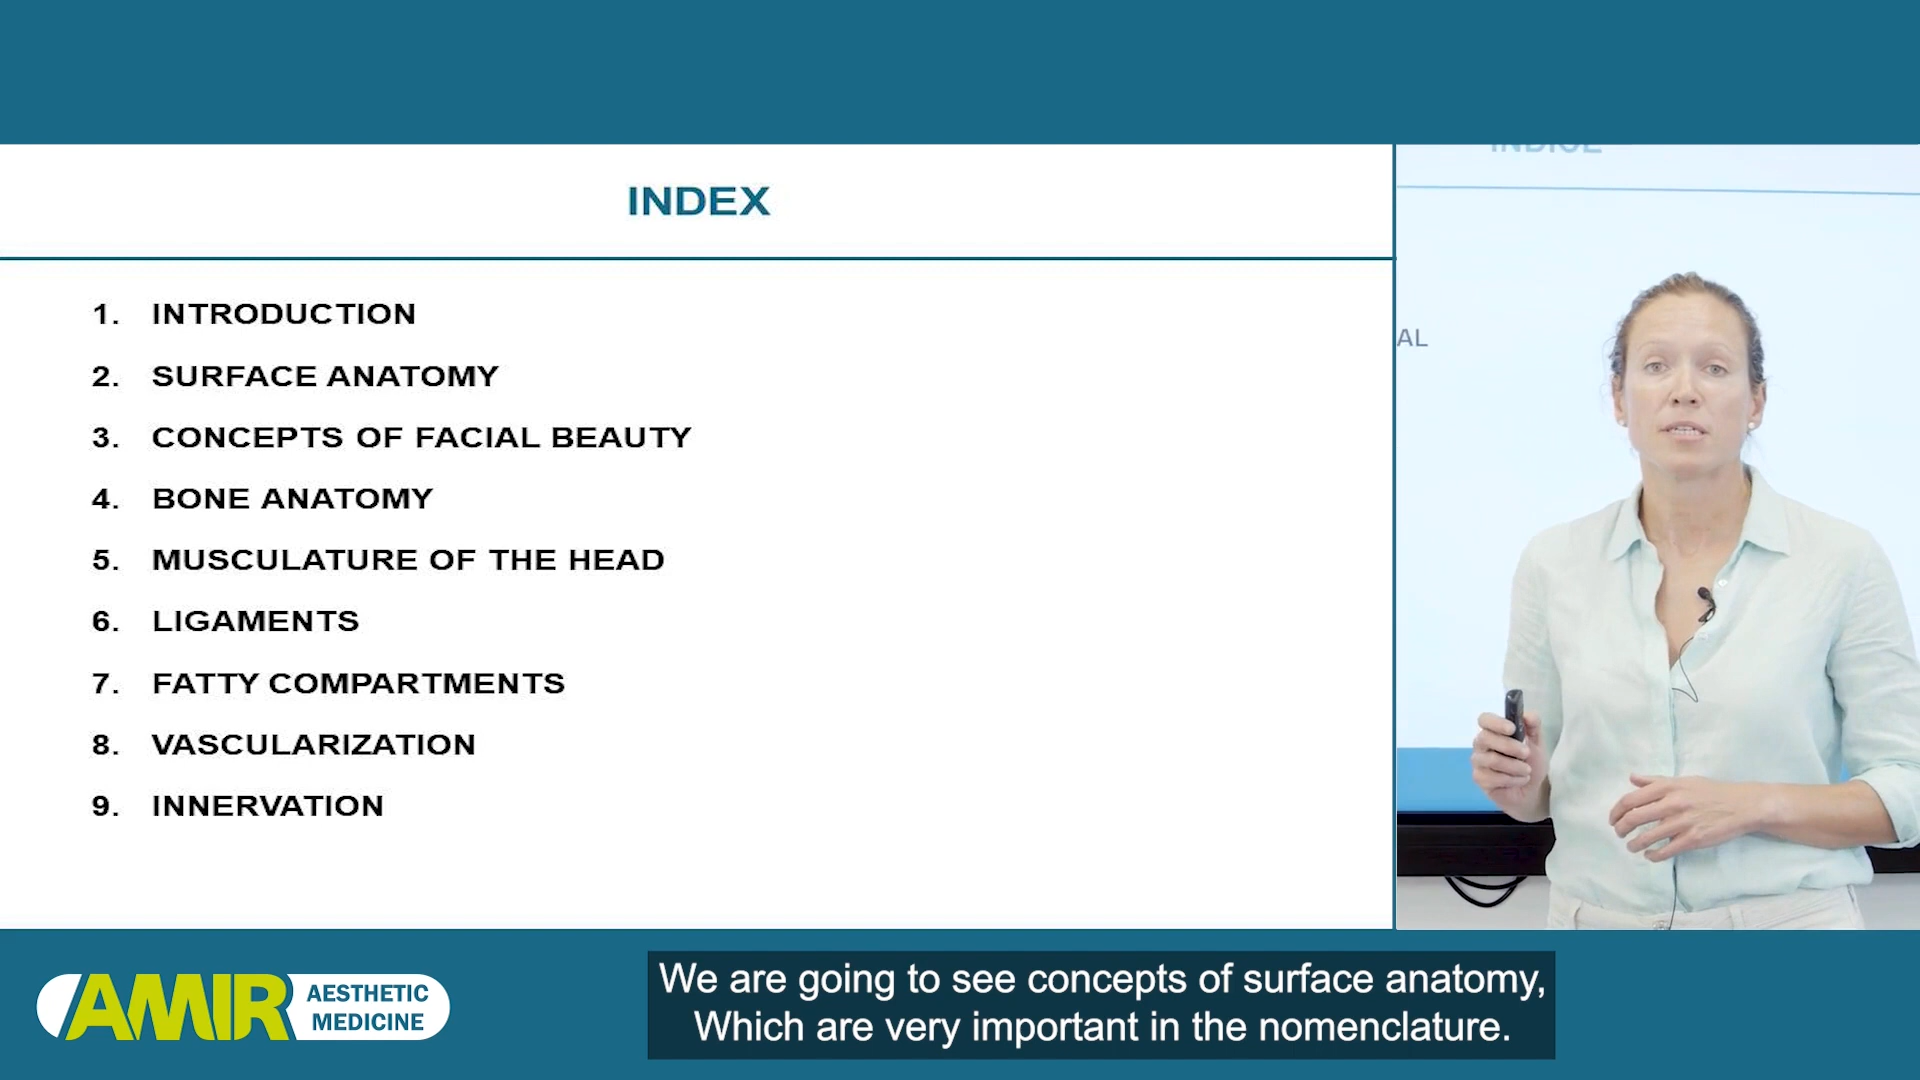 INDEX
1. INTRODUCTION
2. SURFACE ANATOMY
3. CONCEPTS OF FACIAL BEAUTY
4. BONE ANATOMY
5. MUSCULATURE OF THE HEAD
6. LIGAMENTS
7. FATTY COMPARTMENTS
8. VASCULARIZATION
9. INNERVATION
ÍNDICE
AL
AMIR
AESTHETIC
MEDICINE
We are going to see concepts of surface anatomy,
Which are very important in the nomenclature.